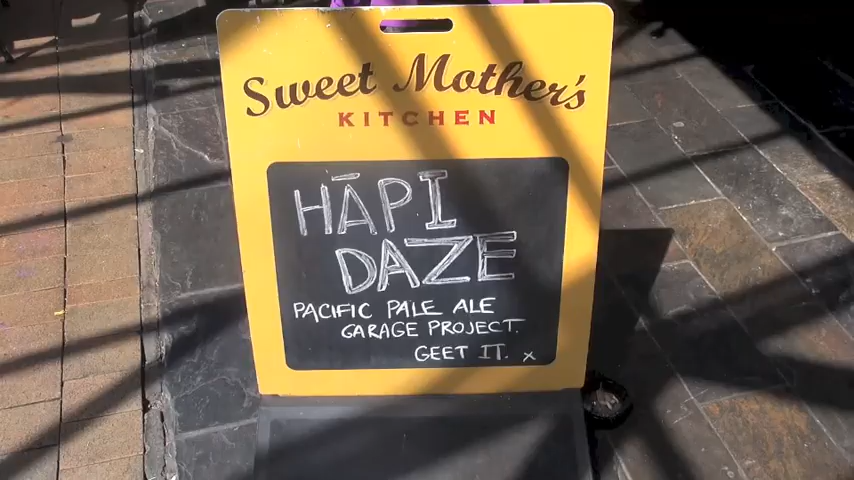 Sweet Mother's
KITCHEN
HĀPI
DAZE
PACIFIC PALE ALE
GARAGE PROJECT.
GEET IT. x